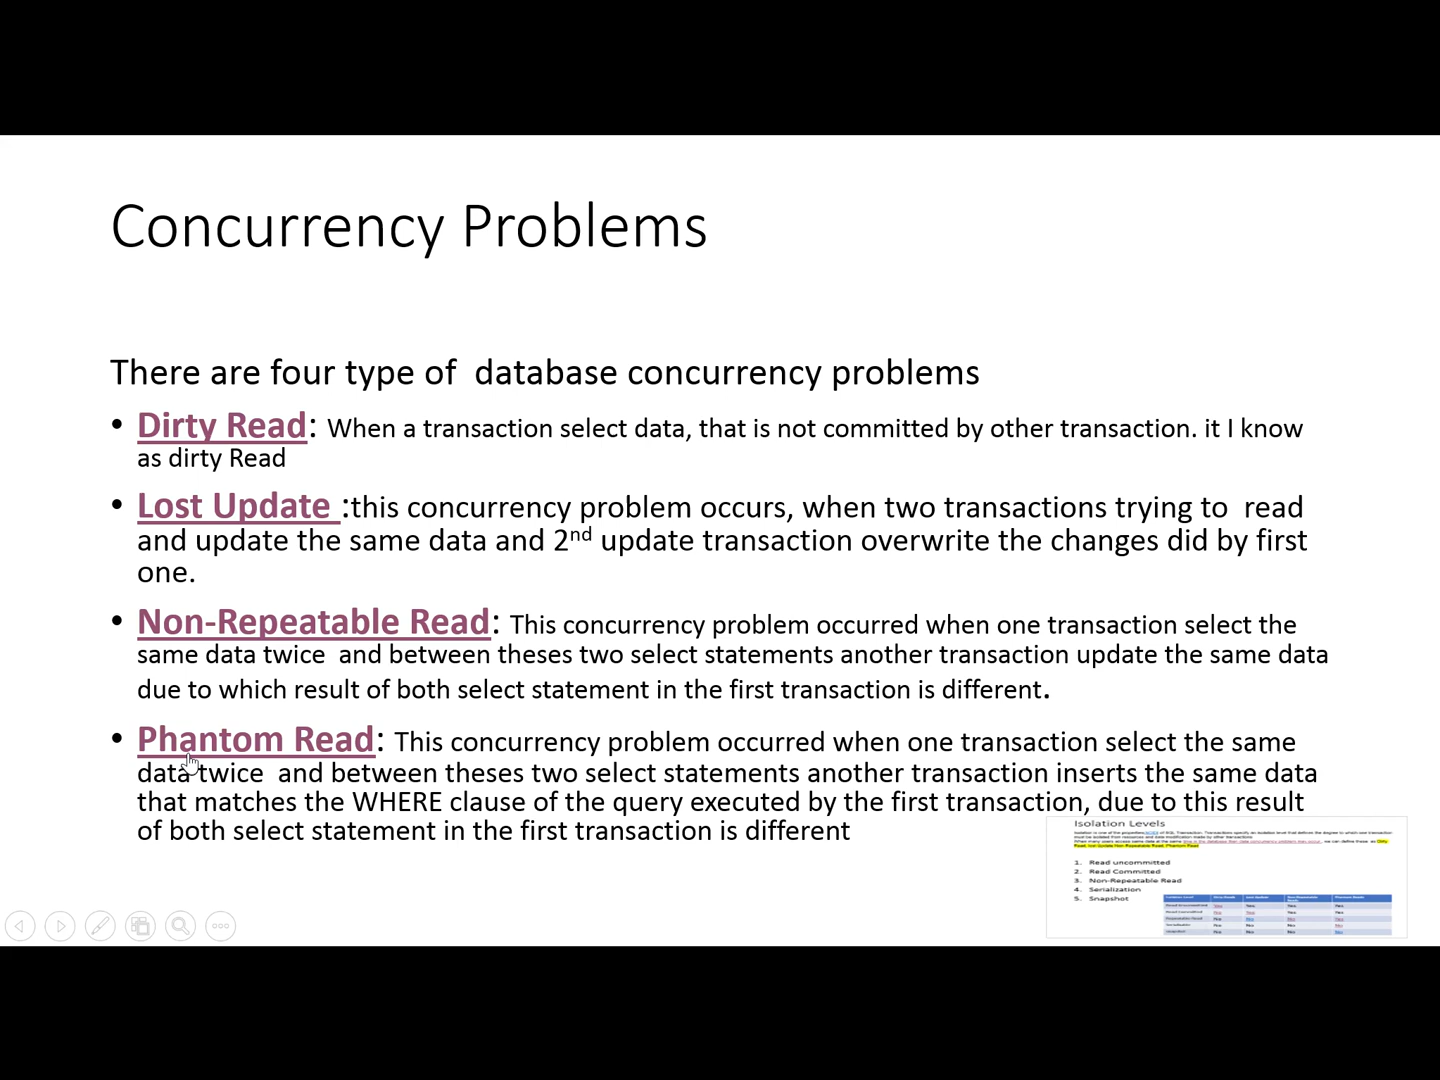 Concurrency Problems
There are four type of  database concurrency problems
• Dirty Read: When a transaction select data, that is not committed by other transaction. it I know
as dirty Read
• Lost Update :this concurrency problem occurs, when two transactions trying to  read
and update the same data and 2nd update transaction overwrite the changes did by first
one.
• Non-Repeatable Read: This concurrency problem occurred when one transaction select the
same data twice  and between theses two select statements another transaction update the same data
due to which result of both select statement in the first transaction is different.
• Phantom Read: This concurrency problem occurred when one transaction select the same
data twice  and between theses two select statements another transaction inserts the same data
that matches the WHERE clause of the query executed by the first transaction, due to this result
of both select statement in the first transaction is different
Isolation Levels
1. Read uncommitted
2. Read Committed
3. Non-Repeatable Read
4. Serialization
5. Snapshot